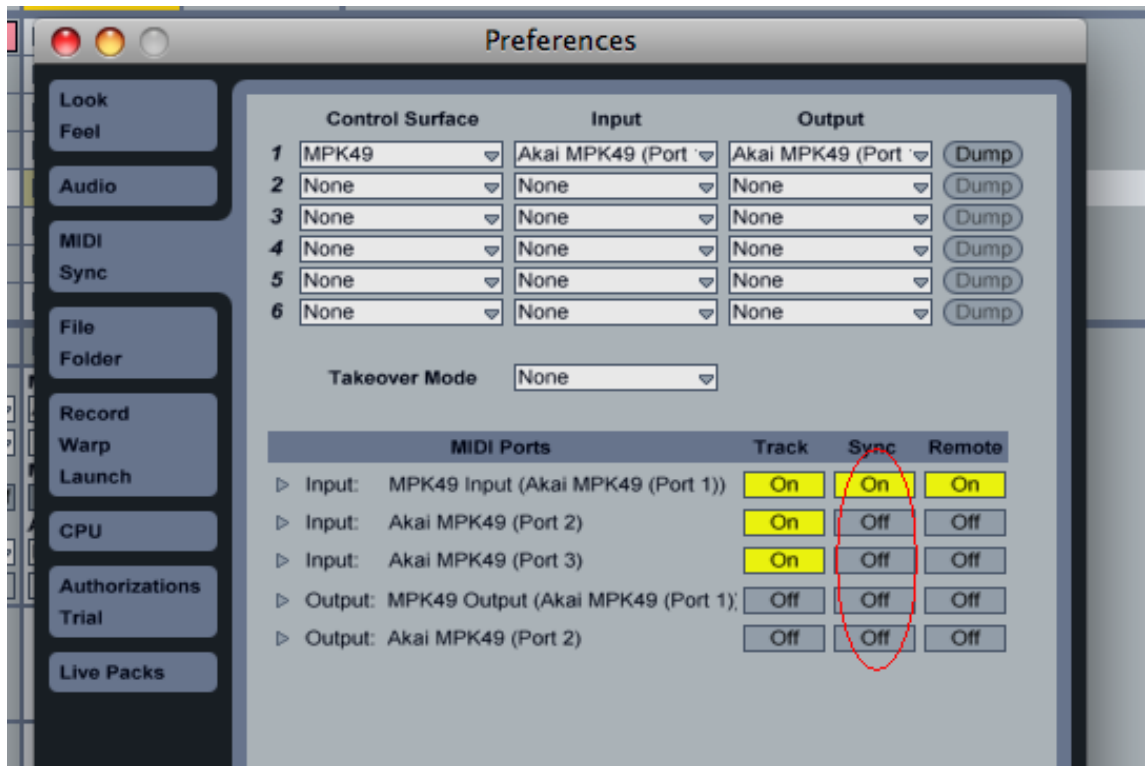 Preferences
Look
Feel
Audio
MIDI
Sync
File
Folder
Record
Warp
Launch
CPU
Authorizations
Trial
Live Packs
Control Surface Input Output
1 MPK49 Akai MPK49 (Port Akai MPK49 (Port Dump
2 None None None Dump
3 None None None Dump
4 None None None Dump
5 None None None Dump
6 None None None Dump
Takeover Mode None
MIDI Ports Track Sync Remote
Input: MPK49 Input (Akai MPK49 (Port 1)) On On On
Input: Akai MPK49 (Port 2) On Off Off
Input: Akai MPK49 (Port 3) On Off Off
Output: MPK49 Output (Akai MPK49 (Port 1)) Off Off Off
Output: Akai MPK49 (Port 2) Off Off Off